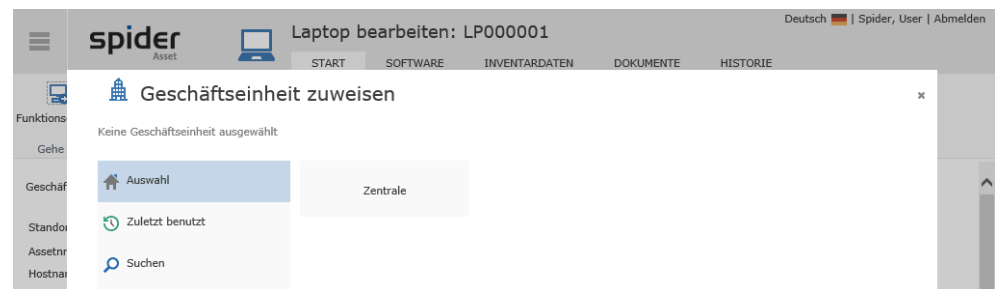 Deutsch | Spider, User | Abmelden
spider
Asset
Laptop bearbeiten: LP000001
START SOFTWARE INVENTARDATEN DOKUMENTE HISTORIE
Geschäftseinheit zuweisen
×
Funktions
Keine Geschäftseinheit ausgewählt
Gehe
Auswahl
Zentrale
Geschäf
Zuletzt benutzt
Standor
Assetnr
Suchen
Hostnar